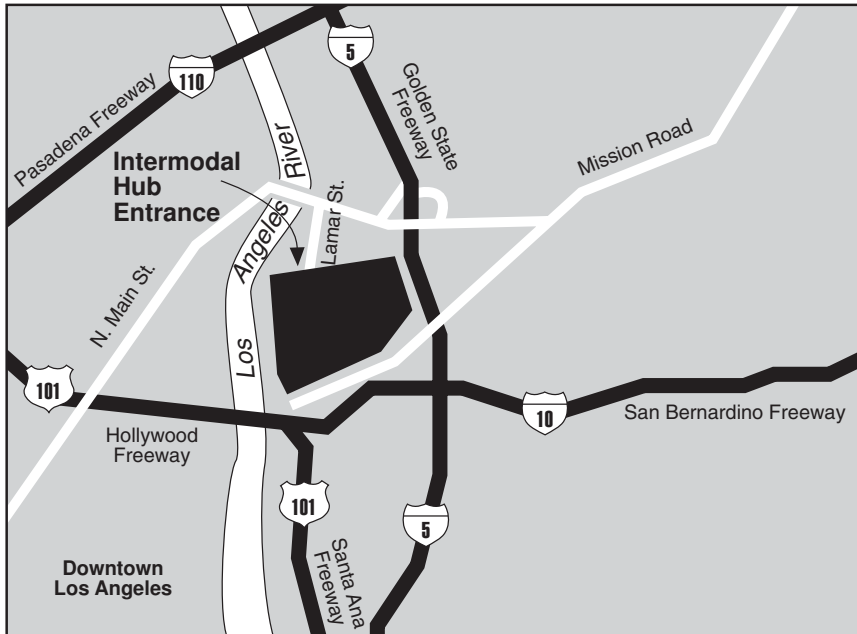 5
110
Golden State
Freeway
Pasadena Freeway
Mission Road
Intermodal
Hub
Entrance
Los Angeles River
Lamar St.
N. Main St.
101
10
San Bernardino Freeway
Hollywood
Freeway
101
5
Santa Ana
Freeway
Downtown
Los Angeles